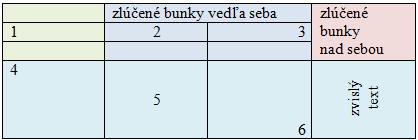 zlúčené bunky vedľa seba
zlúčené
bunky
nad sebou
1
2
3
4
5
6
zvislý
text